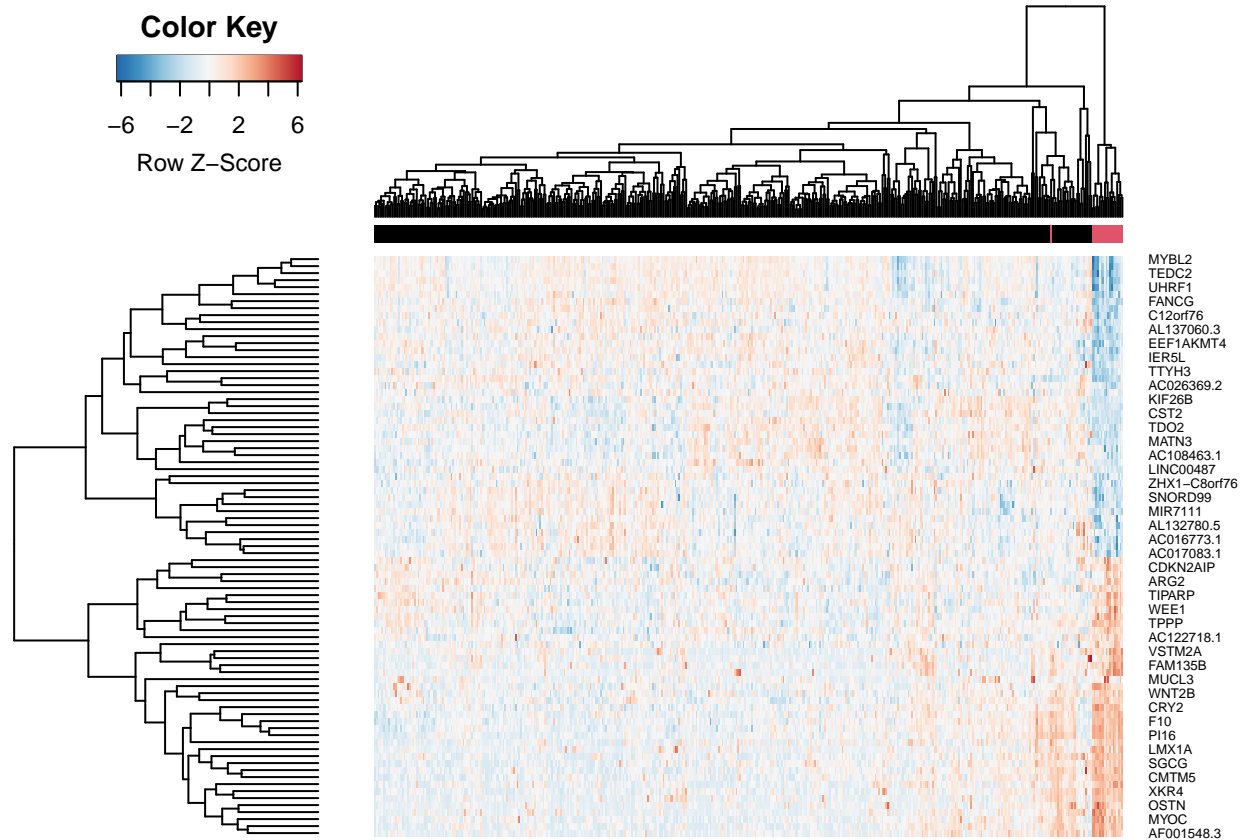 Color Key
−6 −2 2 6
Row Z−Score
MYBL2
TEDC2
UHRF1
FANCG
C12orf76
AL137060.3
EEF1AKMT4
IER5L
TTYH3
AC026369.2
KIF26B
CST2
TDO2
MATN3
AC108463.1
LINC00487
ZHX1−C8orf76
SNORD99
MIR7111
AL132780.5
AC016773.1
AC017083.1
CDKN2AIP
ARG2
TIPARP
WEE1
TPPP
AC122718.1
VSTM2A
FAM135B
MUCL3
WNT2B
CRY2
F10
PI16
LMX1A
SGCG
CMTM5
XKR4
OSTN
MYOC
AF001548.3